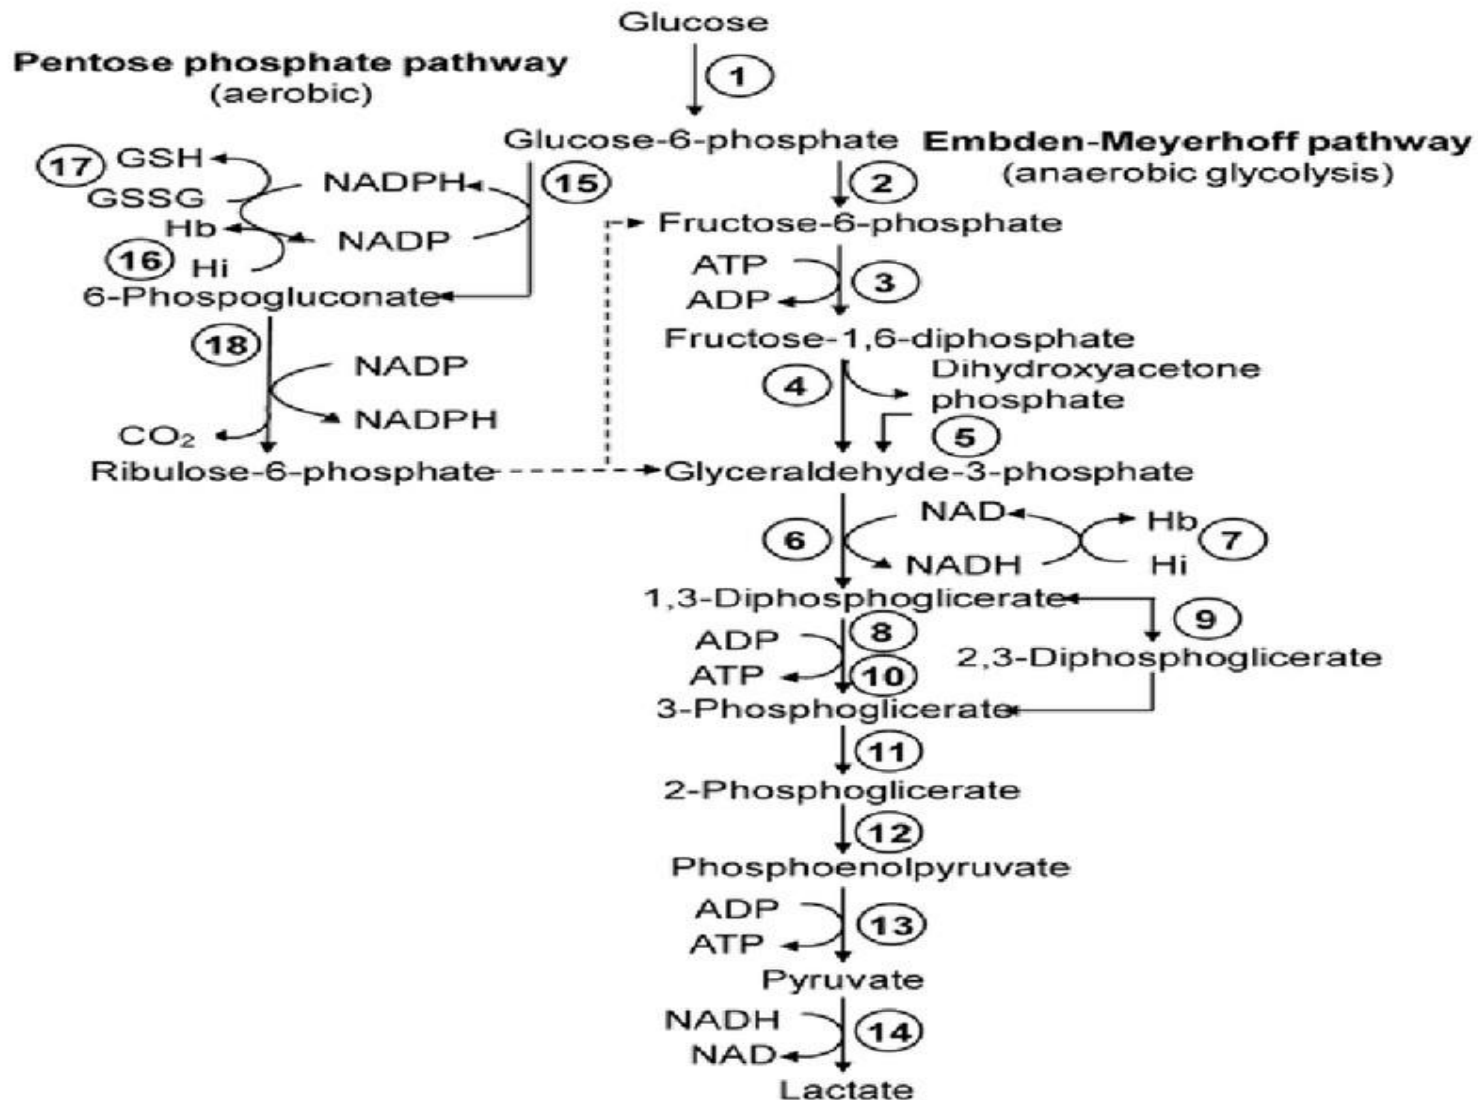 Glucose
1
Pentose phosphate pathway
(aerobic)
Glucose-6-phosphate
Embden-Meyerhoff pathway
(anaerobic glycolysis)
17
GSH
GSSG
NADPH
15
2
Hb
NADP
Fructose-6-phosphate
16
Hi
ATP
ADP
3
6-Phospogluconate
18
Fructose-1,6-diphosphate
NADP
NADPH
4
Dihydroxyacetone
phosphate
5
CO₂
Ribulose-6-phosphate
Glyceraldehyde-3-phosphate
6
NAD
NADH
Hb
Hi
7
1,3-Diphosphoglicerate
8
9
ADP
ATP
10
2,3-Diphosphoglicerate
3-Phosphoglicerate
11
2-Phosphoglicerate
12
Phosphoenolpyruvate
ADP
ATP
13
Pyruvate
NADH
NAD
14
Lactate